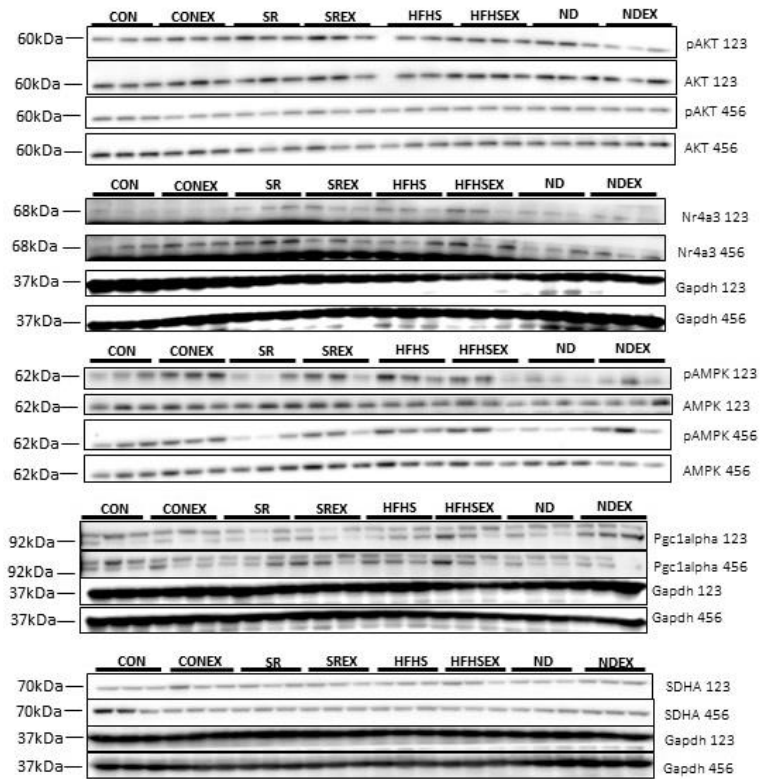 CON CONEX SR SREX HFHS HFHSEX ND NDEX
60kDa pAKT 123
60kDa AKT 123
60kDa pAKT 456
60kDa AKT 456
CON CONEX SR SREX HFHS HFHSEX ND NDEX
68kDa Nr4a3 123
68kDa Nr4a3 456
37kDa Gapdh 123
37kDa Gapdh 456
CON CONEX SR SREX HFHS HFHSEX ND NDEX
62kDa pAMPK 123
62kDa AMPK 123
62kDa pAMPK 456
62kDa AMPK 456
CON CONEX SR SREX HFHS HFHSEX ND NDEX
92kDa Pgc1alpha 123
92kDa Pgc1alpha 456
37kDa Gapdh 123
37kDa Gapdh 456
CON CONEX SR SREX HFHS HFHSEX ND NDEX
70kDa SDHA 123
70kDa SDHA 456
37kDa Gapdh 123
37kDa Gapdh 456